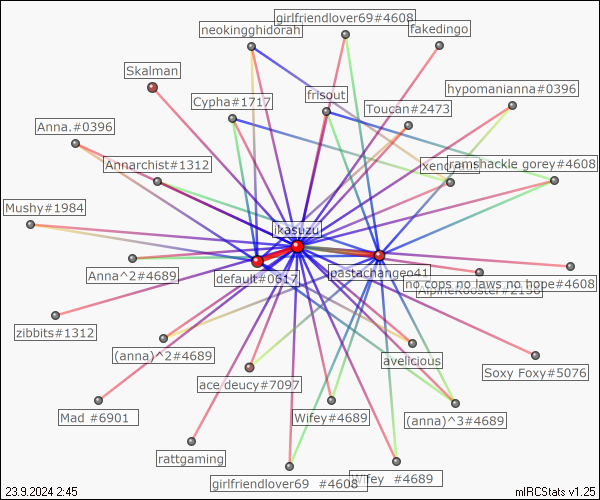 girlfriendlover69#4608
neokingghidorah
fakedingo
Skalman
hypomanianna#0396
frisout
Cypha#1717
Toucan#2473
Anna.#0396
Annarchist#1312
ramshackle gorey#4608
Mushy#1984
ikasuzu
Anna^2#4689
default#0617
pastachangeo41
no cops no laws no hope#4608
zibbits#1312
(anna)^2#4689
avelicious
Soxy Foxy#5076
ace deucy#7097
Mad #6901
Wifey#4689
(anna)^3#4689
rattgaming
girlfriendlover69 #4608
Wifey #4689
23.9.2024 2:45
mIRCStats v1.25